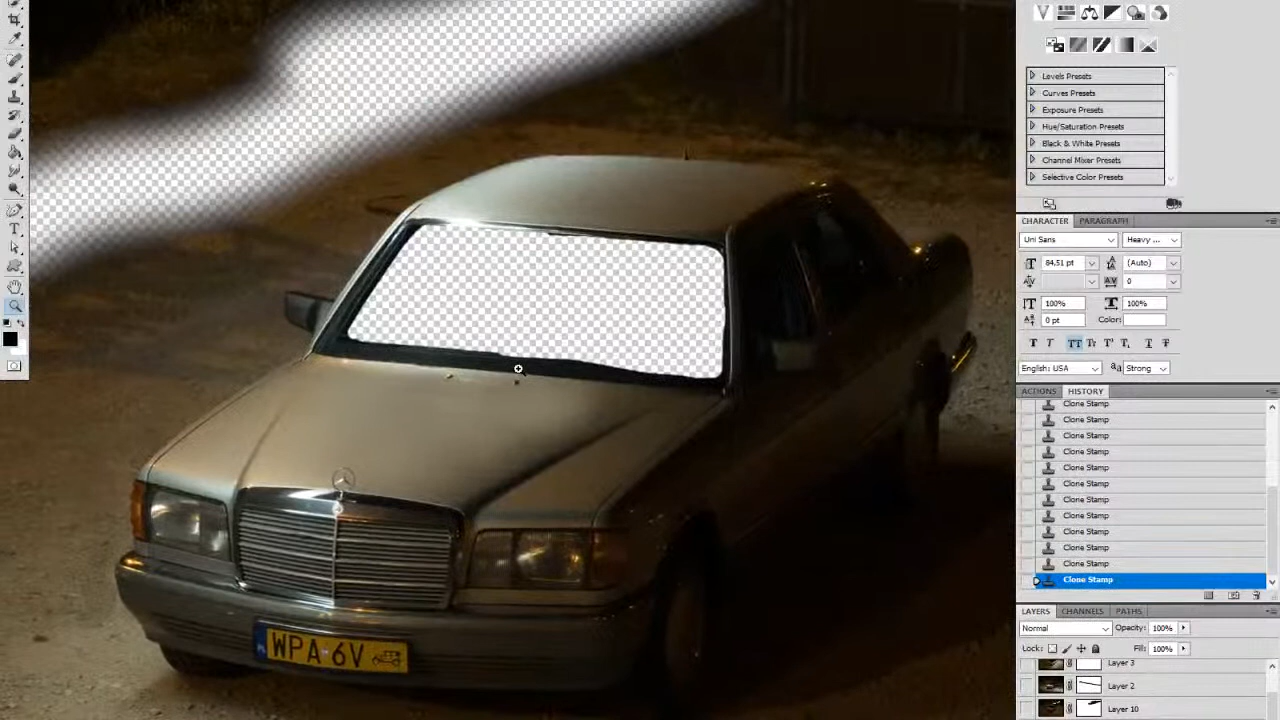 Levels Presets
Curves Presets
Exposure Presets
Hue/Saturation Presets
Black & White Presets
Channel Mixer Presets
Selective Color Presets
CHARACTER PARAGRAPH
Uni Sans Heavy ...
84,51 pt (Auto)
0
100% 100%
0 pt Color:
T T TT Tr T' T, T T
English: USA aa Strong
ACTIONS HISTORY
Clone Stamp
Clone Stamp
Clone Stamp
Clone Stamp
Clone Stamp
Clone Stamp
Clone Stamp
Clone Stamp
Clone Stamp
Clone Stamp
Clone Stamp
Clone Stamp
LAYERS CHANNELS PATHS
Normal Opacity: 100%
Lock: Fill: 100%
Layer 3
Layer 2
Layer 10
WPA 6V